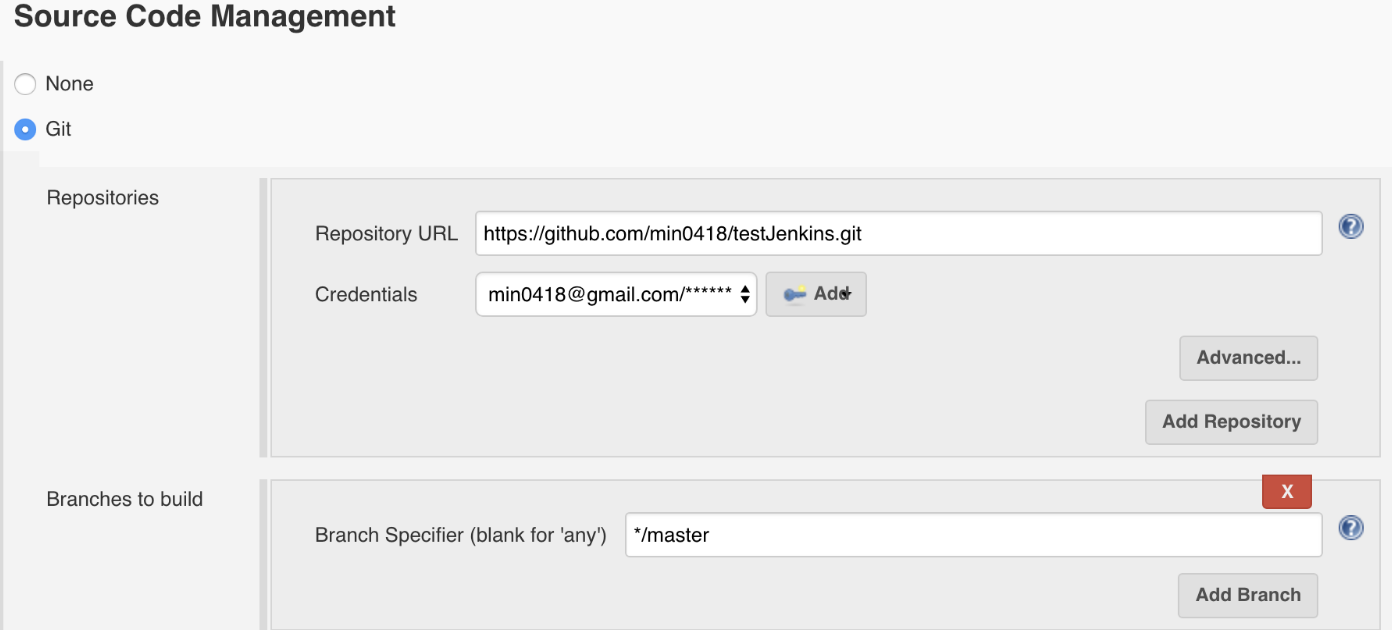 Source Code Management
None
Git
Repositories
Repository URL https://github.com/min0418/testJenkins.git ?
Credentials min0418@gmail.com/****** Add
Advanced...
Add Repository
Branches to build
X
Branch Specifier (blank for 'any') */master ?
Add Branch